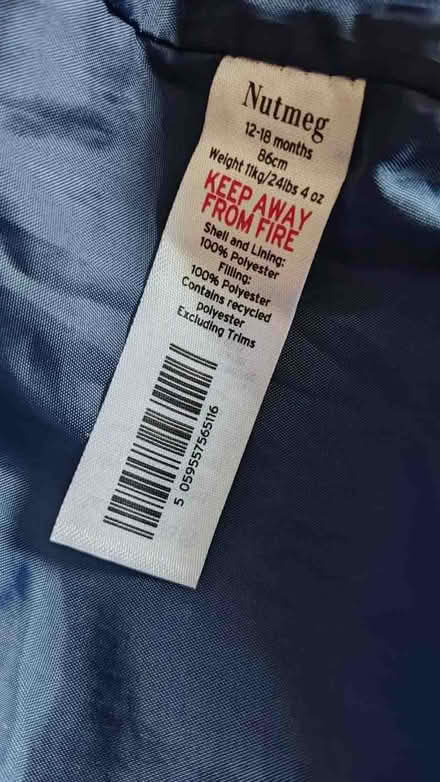 Nutmeg
12-18 months
86cm
Weight 11kg/24lbs 4 oz
KEEP AWAY
FROM FIRE
Shell and Lining:
100% Polyester
Filling:
100% Polyester
Contains recycled
polyester
Excluding Trims
5 059557565116